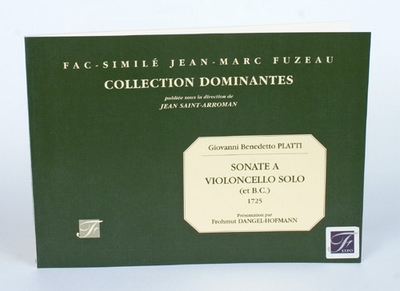 FAC-SIMILÉ JEAN-MARC FUZEAU
COLLECTION DOMINANTES
publiée sous la direction de
JEAN SAINT-ARROMAN
Giovanni Benedetto PLATTI
SONATE A
VIOLONCELLO SOLO
(et B.C.)
1725
Présentation par
Frohmut DANGEL-HOFMANN
F
F
EXPO